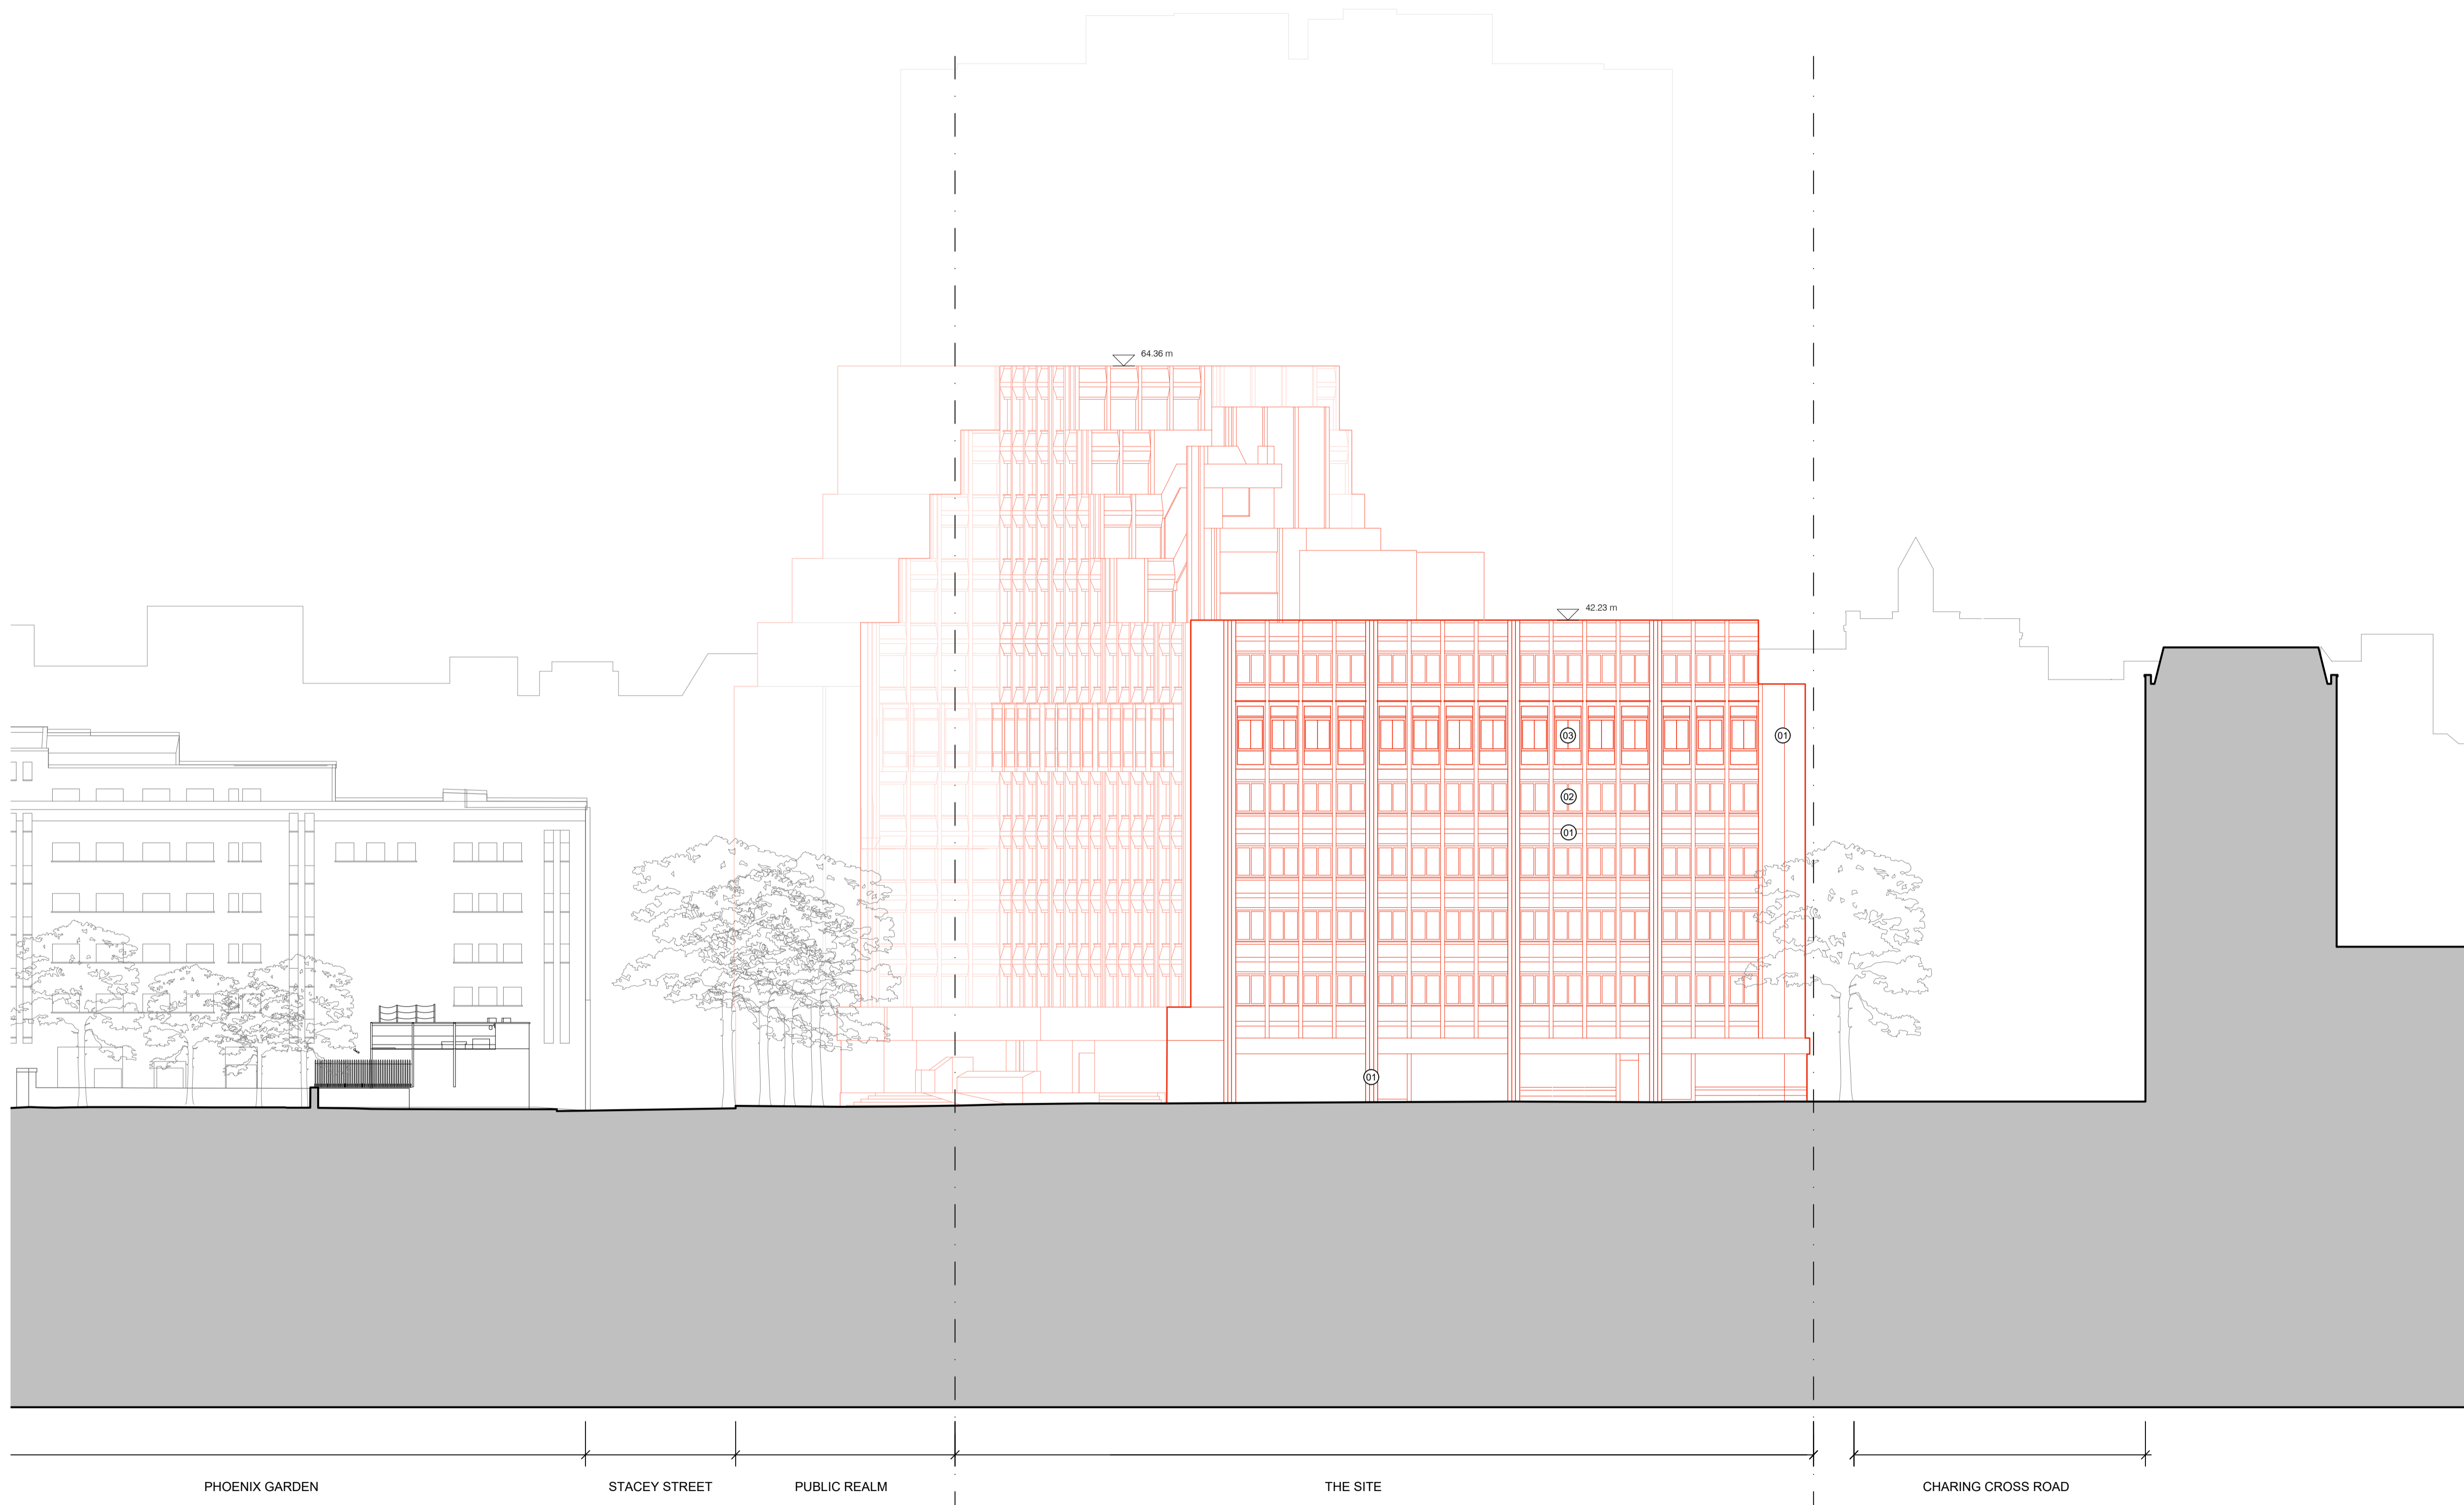 64.36 m
42.23 m
03
01
02
01
01
PHOENIX GARDEN
STACEY STREET
PUBLIC REALM
THE SITE
CHARING CROSS ROAD